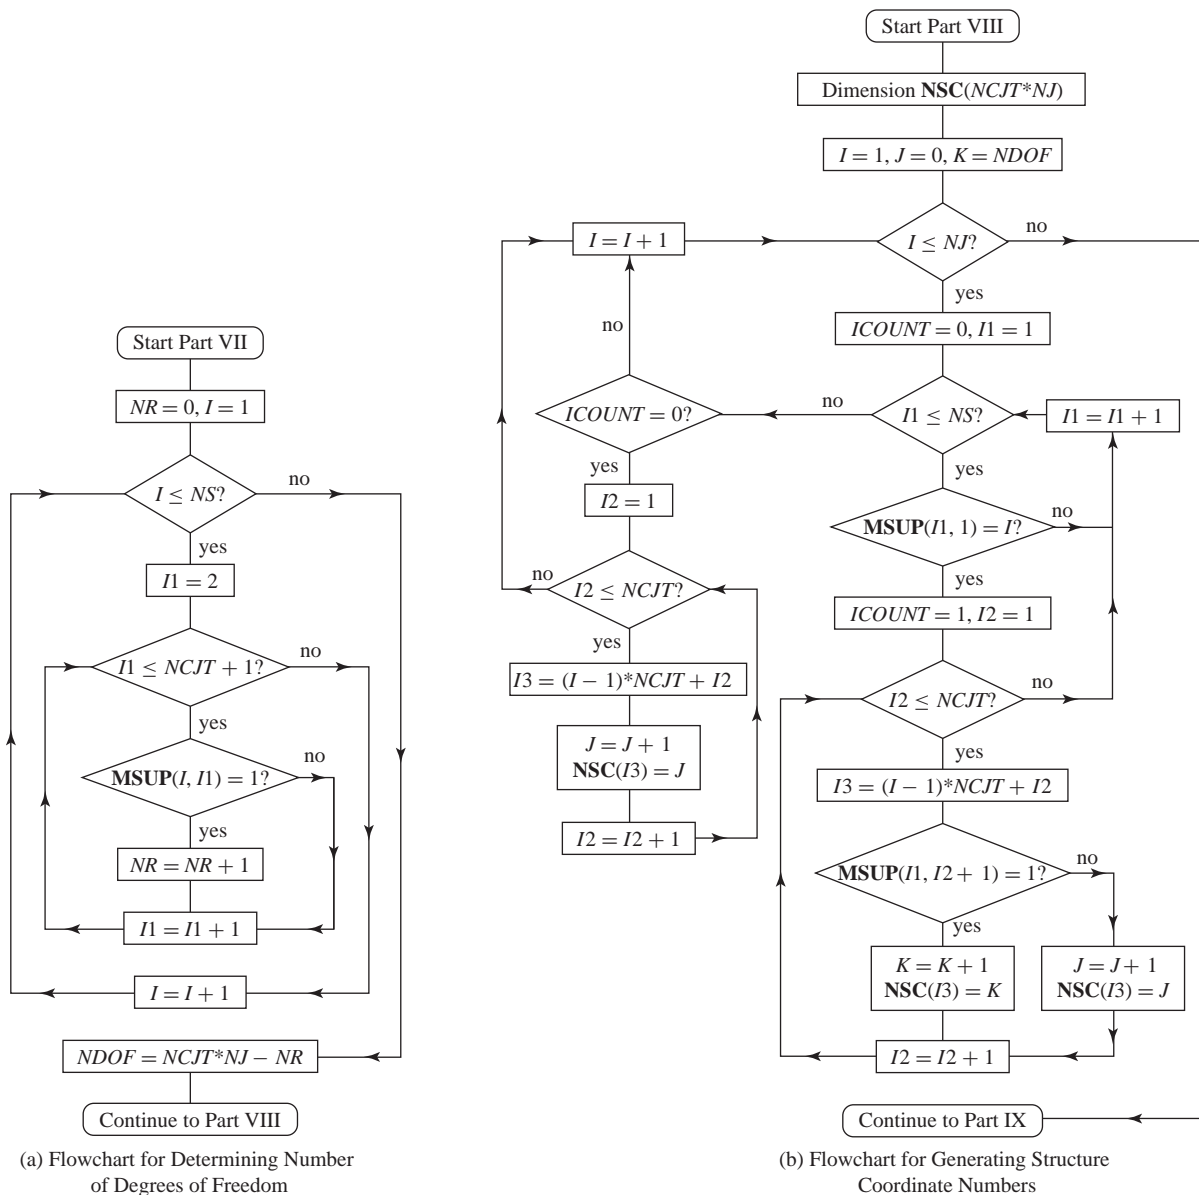 Start Part VII
NR = 0, I = 1
I ≤ NS?
no
yes
I1 = 2
I1 ≤ NCJT + 1?
no
yes
MSUP(I, I1) = 1?
no
yes
NR = NR + 1
I1 = I1 + 1
I = I + 1
NDOF = NCJT*NJ − NR
Continue to Part VIII
(a) Flowchart for Determining Number
of Degrees of Freedom
Start Part VIII
Dimension NSC(NCJT*NJ)
I = 1, J = 0, K = NDOF
I = I + 1
I ≤ NJ?
no
yes
no
ICOUNT = 0, I1 = 1
ICOUNT = 0?
no
I1 ≤ NS?
I1 = I1 + 1
yes
yes
I2 = 1
MSUP(I1, 1) = I?
no
no
I2 ≤ NCJT?
yes
ICOUNT = 1, I2 = 1
yes
I3 = (I − 1)*NCJT + I2
I2 ≤ NCJT?
no
J = J + 1
NSC(I3) = J
yes
I3 = (I − 1)*NCJT + I2
I2 = I2 + 1
MSUP(I1, I2 + 1) = 1?
no
yes
K = K + 1
NSC(I3) = K
J = J + 1
NSC(I3) = J
I2 = I2 + 1
Continue to Part IX
(b) Flowchart for Generating Structure
Coordinate Numbers